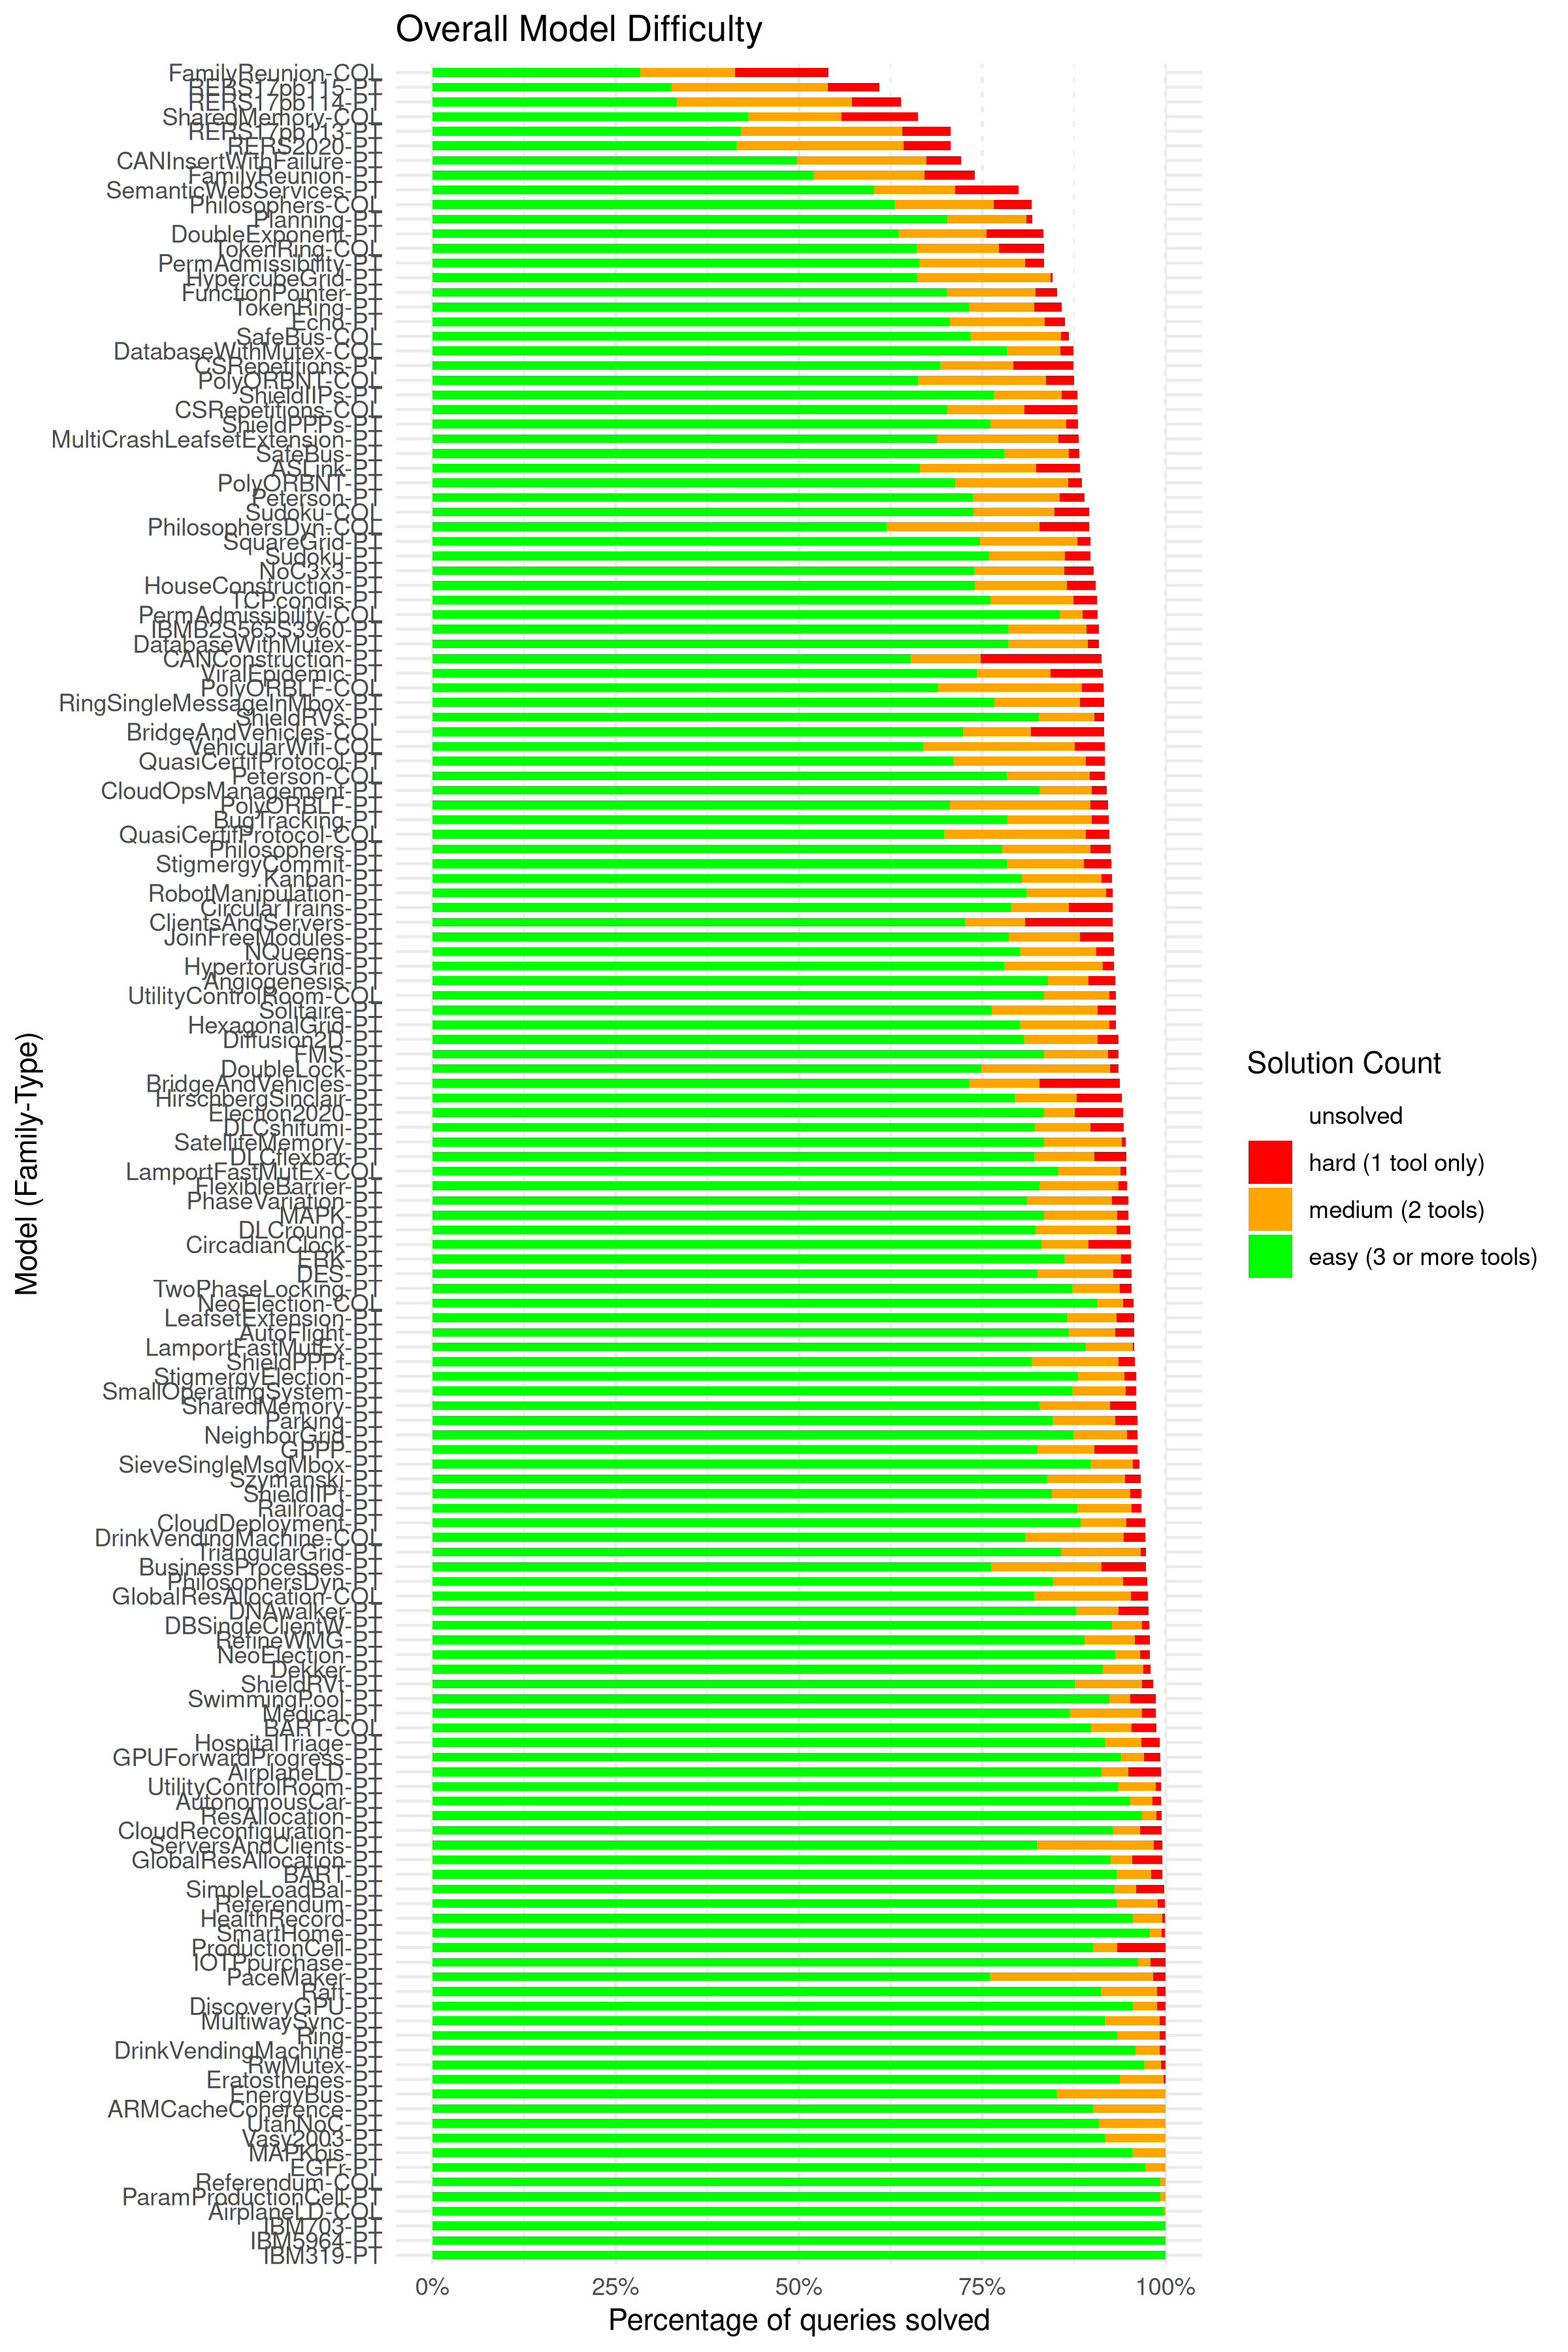 Overall Model Difficulty
FamilyReunion-COL
RERS17pb115-PT
RERS17pb114-PT
SharedMemory-COL
RERS17pb113-PT
RERS2020-PT
CANInsertWithFailure-PT
FamilyReunion-PT
SemanticWebServices-PT
Philosophers-COL
Planning-PT
DoubleExponent-PT
TokenRing-COL
PermAdmissibility-PT
HypercubeGrid-PT
FunctionPointer-PT
TokenRing-PT
Echo-PT
SafeBus-COL
DatabaseWithMutex-COL
CSRepetitions-PT
PolyORBNT-COL
ShieldIIPs-PT
CSRepetitions-COL
ShieldPPPs-PT
MultiCrashLeafsetExtension-PT
SafeBus-PT
ASLink-PT
PolyORBNT-PT
Peterson-PT
Sudoku-COL
PhilosophersDyn-COL
SquareGrid-PT
Sudoku-PT
NoC3x3-PT
HouseConstruction-PT
TCPcondis-PT
PermAdmissibility-COL
IBMB2S565S3960-PT
DatabaseWithMutex-PT
CANConstruction-PT
ViralEpidemic-PT
PolyORBLF-COL
RingSingleMessageInMbox-PT
ShieldRVs-PT
BridgeAndVehicles-COL
VehicularWifi-COL
QuasiCertifProtocol-PT
Peterson-COL
CloudOpsManagement-PT
PolyORBLF-PT
BugTracking-PT
QuasiCertifProtocol-COL
Philosophers-PT
StigmergyCommit-PT
Kanban-PT
RobotManipulation-PT
CircularTrains-PT
ClientsAndServers-PT
JoinFreeModules-PT
NQueens-PT
HypertorusGrid-PT
Angiogenesis-PT
UtilityControlRoom-COL
Solitaire-PT
HexagonalGrid-PT
Diffusion2D-PT
FMS-PT
DoubleLock-PT
BridgeAndVehicles-PT
HirschbergSinclair-PT
Election2020-PT
DLCshifumi-PT
SatelliteMemory-PT
DLCflexbar-PT
LamportFastMutEx-COL
FlexibleBarrier-PT
PhaseVariation-PT
MAPK-PT
DLCround-PT
CircadianClock-PT
ERK-PT
DES-PT
TwoPhaseLocking-PT
NeoElection-COL
LeafsetExtension-PT
AutoFlight-PT
LamportFastMutEx-PT
ShieldPPPt-PT
StigmergyElection-PT
SmallOperatingSystem-PT
SharedMemory-PT
Parking-PT
NeighborGrid-PT
GPPP-PT
SieveSingleMsgMbox-PT
Szymanski-PT
ShieldIIPt-PT
Railroad-PT
CloudDeployment-PT
DrinkVendingMachine-COL
TriangularGrid-PT
BusinessProcesses-PT
PhilosophersDyn-PT
GlobalResAllocation-COL
DNAwalker-PT
DBSingleClientW-PT
RefineWMG-PT
NeoElection-PT
Dekker-PT
ShieldRVt-PT
SwimmingPool-PT
Medical-PT
BART-COL
HospitalTriage-PT
GPUForwardProgress-PT
AirplaneLD-PT
UtilityControlRoom-PT
AutonomousCar-PT
ResAllocation-PT
CloudReconfiguration-PT
ServersAndClients-PT
GlobalResAllocation-PT
BART-PT
SimpleLoadBal-PT
Referendum-PT
HealthRecord-PT
SmartHome-PT
ProductionCell-PT
IOTPpurchase-PT
PaceMaker-PT
Raft-PT
DiscoveryGPU-PT
MultiwaySync-PT
Ring-PT
DrinkVendingMachine-PT
RwMutex-PT
Eratosthenes-PT
EnergyBus-PT
ARMCacheCoherence-PT
UtahNoC-PT
Vasy2003-PT
MAPKbis-PT
EGFr-PT
Referendum-COL
ParamProductionCell-PT
AirplaneLD-COL
IBM703-PT
IBM5964-PT
IBM319-PT
Model (Family-Type)
0% 25% 50% 75% 100%
Percentage of queries solved
Solution Count
unsolved
hard (1 tool only)
medium (2 tools)
easy (3 or more tools)